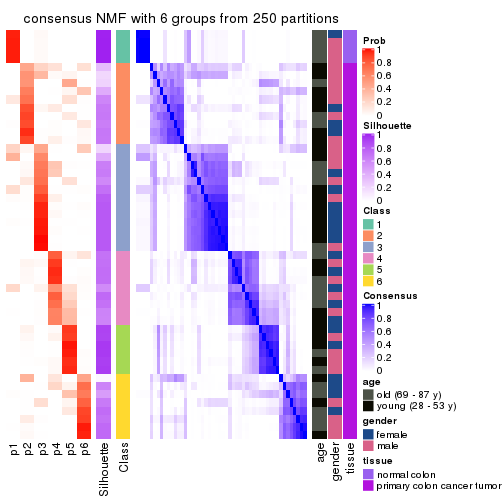 consensus NMF with 6 groups from 250 partitions
p1
p2
p3
p4
p5
p6
Silhouette
Class
age
gender
tissue
Prob
1
0.8
0.6
0.4
0.2
0
Silhouette
1
0.8
0.6
0.4
0.2
0
Class
1
2
3
4
5
6
Consensus
1
0.8
0.6
0.4
0.2
0
age
old (69 - 87 y)
young (28 - 53 y)
gender
female
male
tissue
normal colon
primary colon cancer tumor